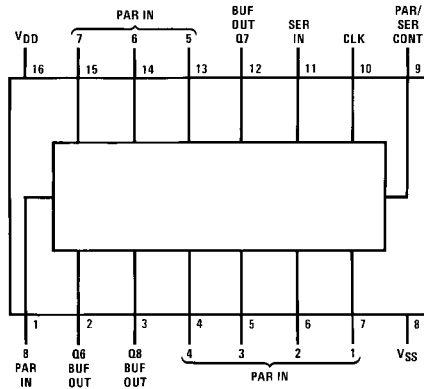 PAR IN
BUF OUT Q7
SER IN
CLK
PAR/ SER CONT
VDD
7 6 5
16 15 14 13 12 11 10 9
1 2 3 4 5 6 7 8
8 PAR IN
Q6 BUF OUT
Q8 BUF OUT
4 3 2 1
PAR IN
VSS